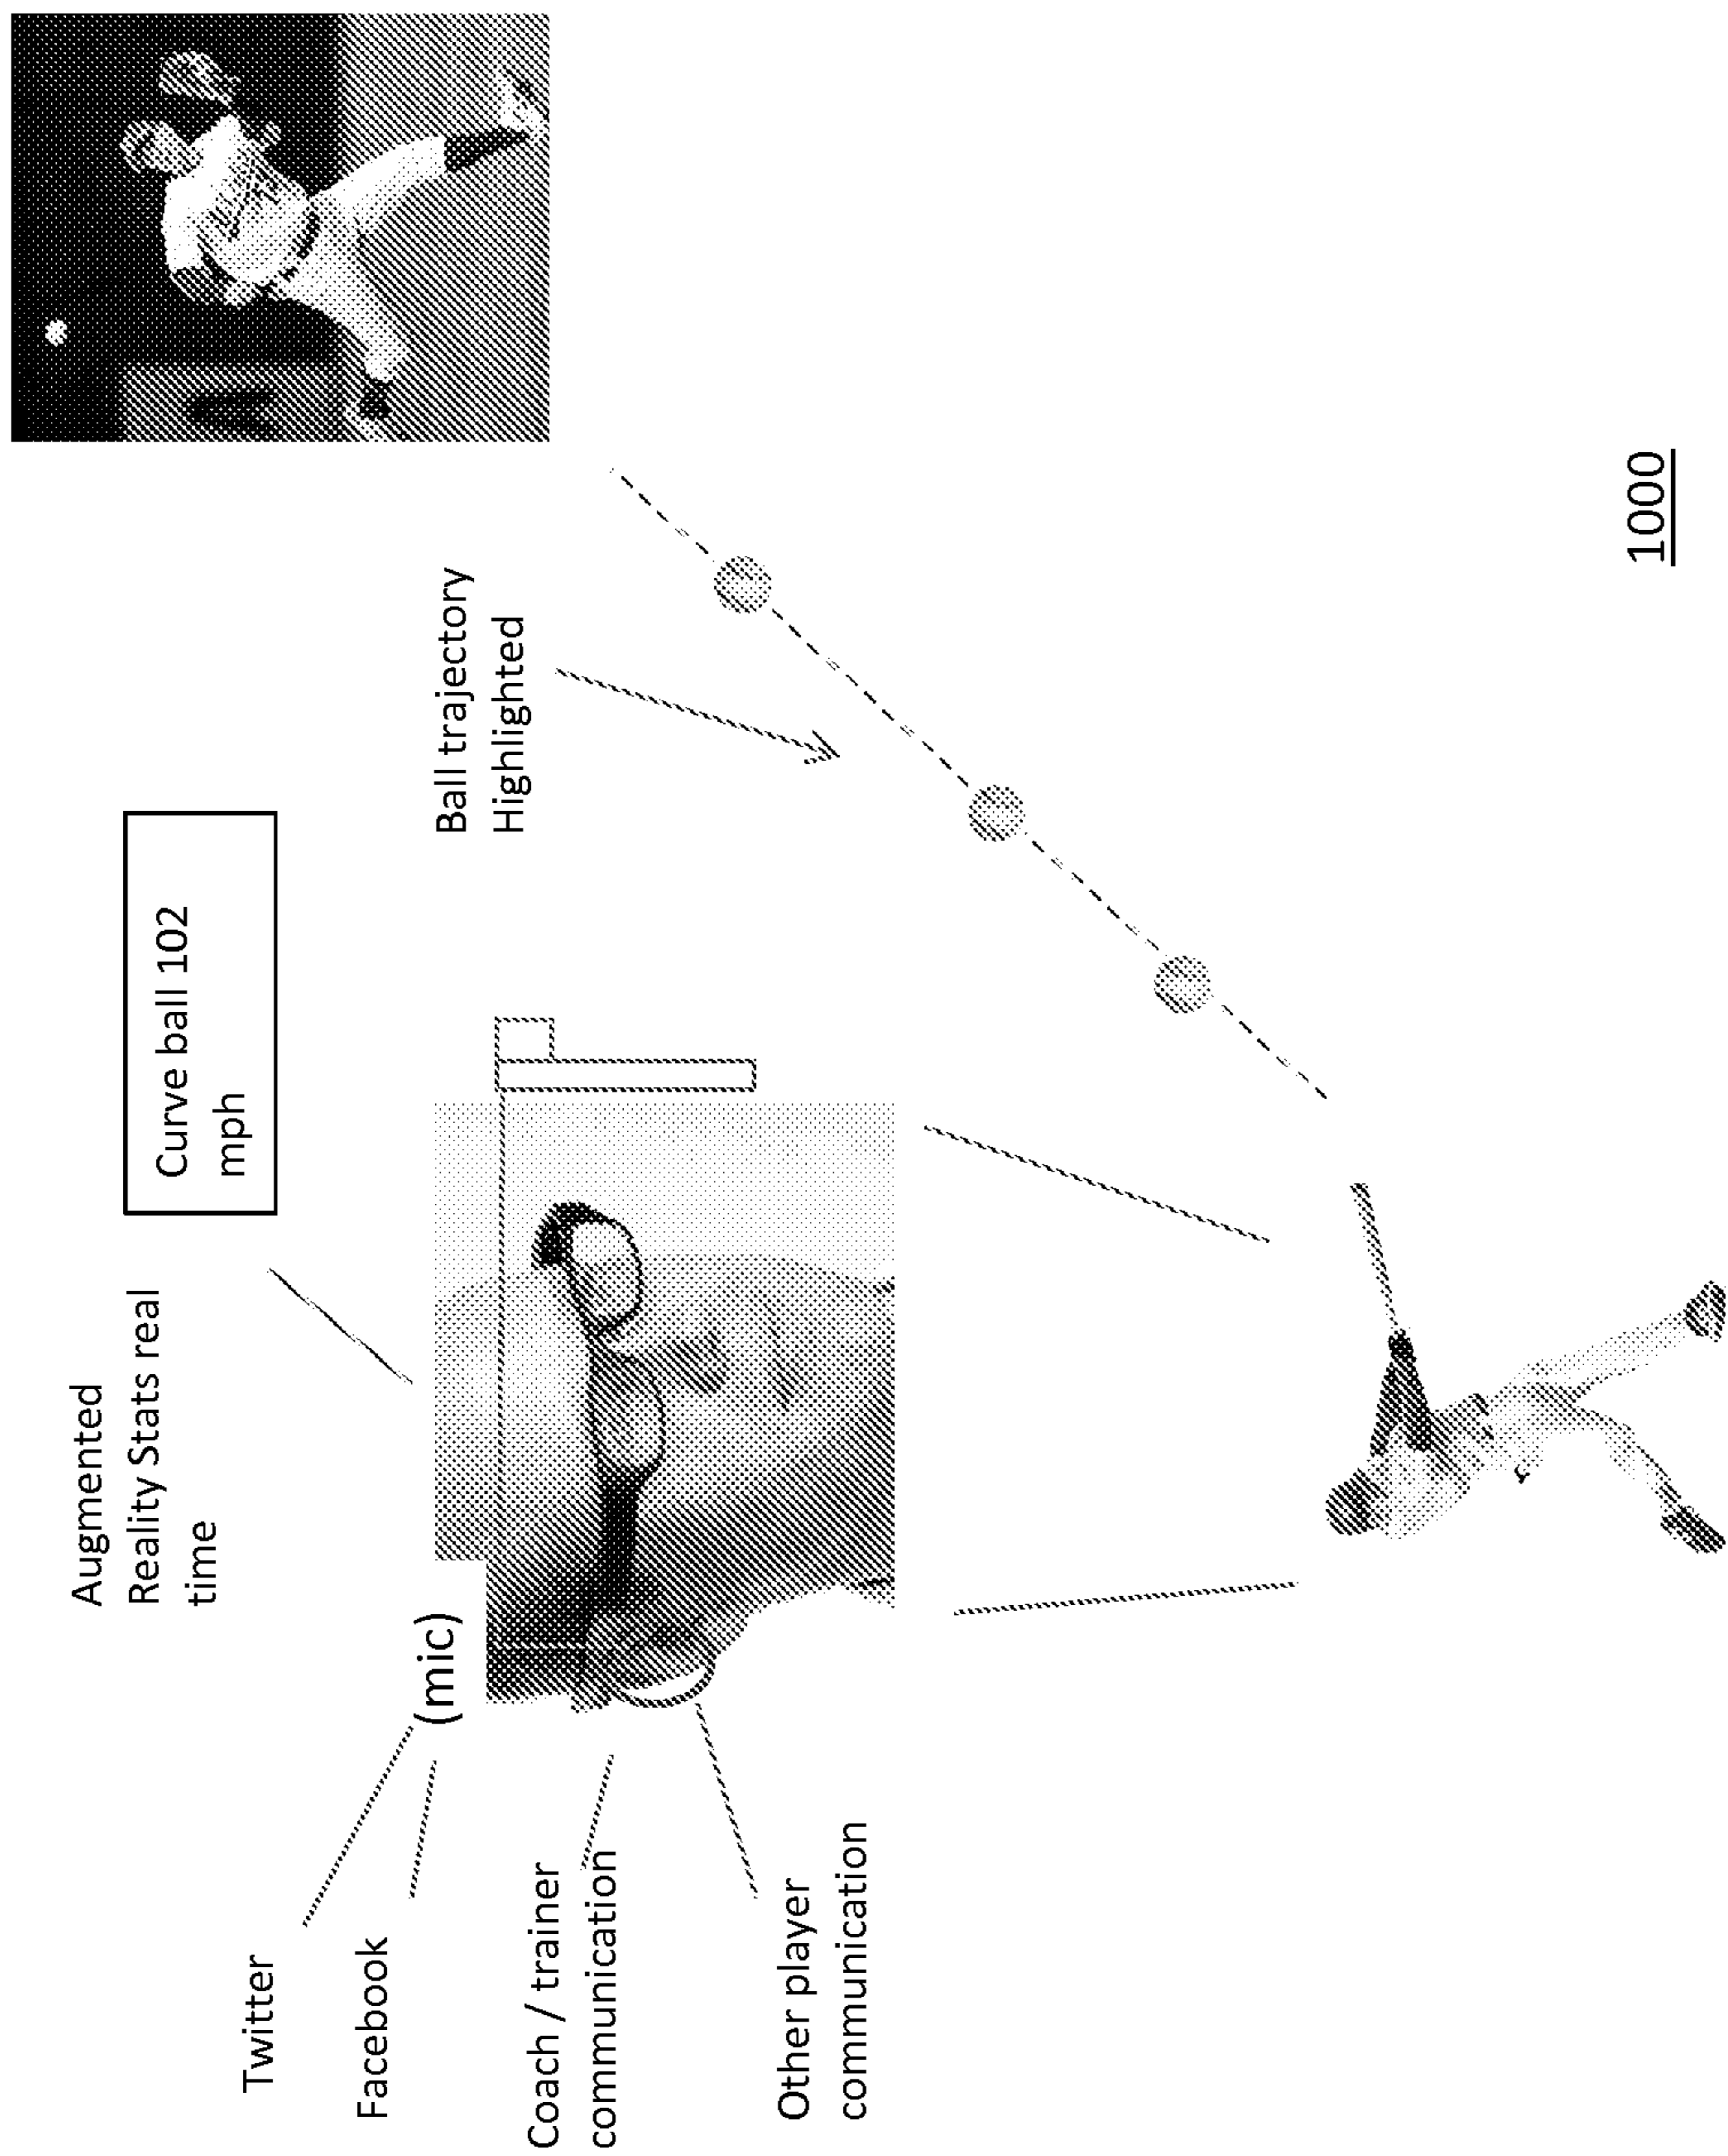 Augmented
Reality Stats real
time
Curve ball 102
mph
Twitter
(mic)
Facebook
Coach / trainer
communication
Other player
communication
Ball trajectory
Highlighted
A
1000